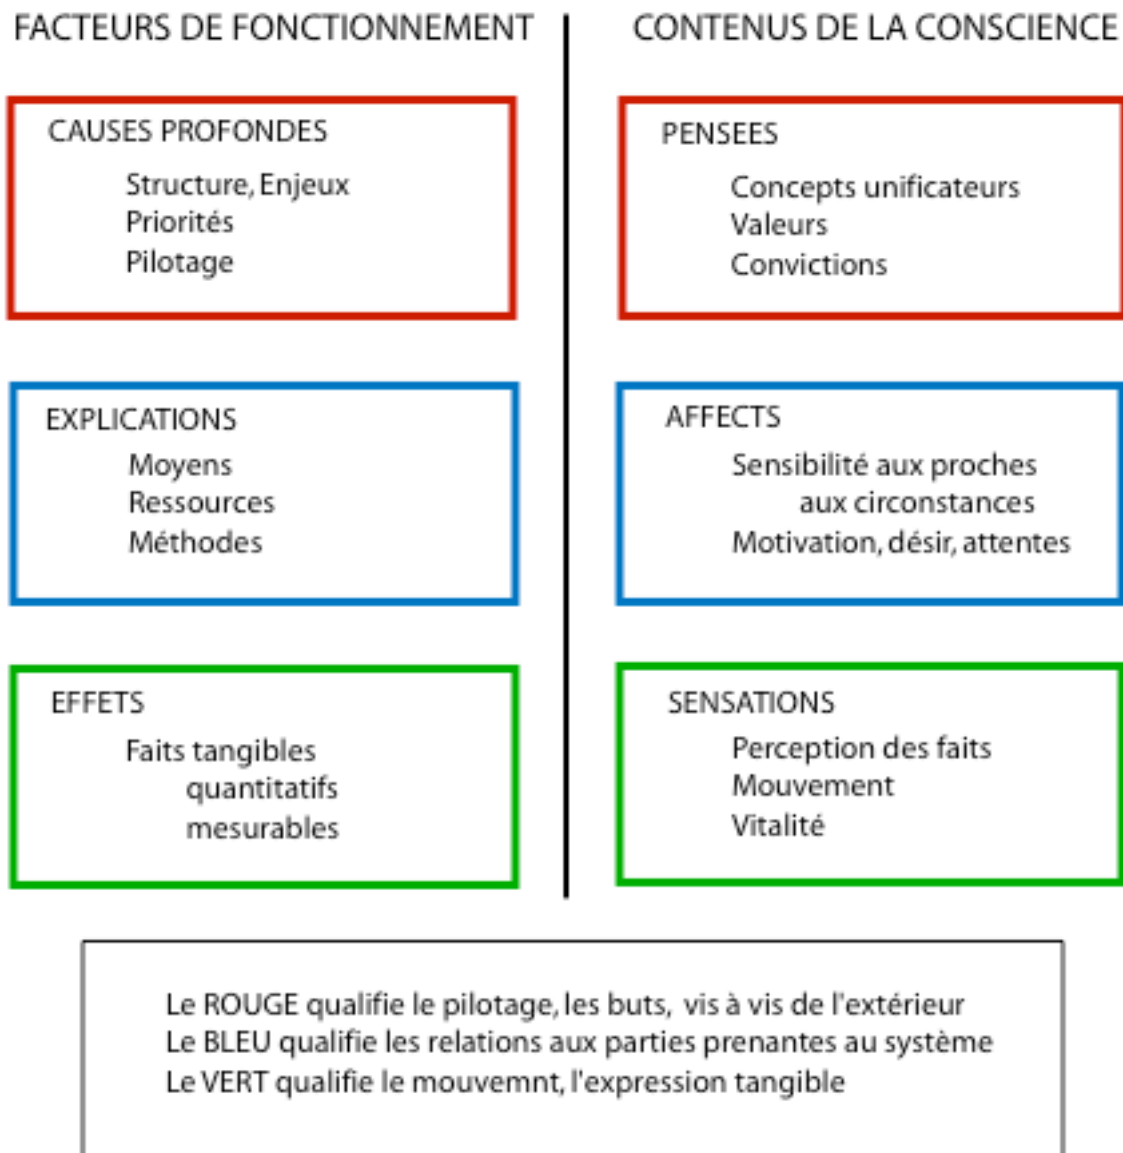 FACTEURS DE FONCTIONNEMENT
CAUSES PROFONDES
Structure, Enjeux
Priorités
Pilotage
EXPLICATIONS
Moyens
Ressources
Méthodes
EFFETS
Faits tangibles
quantitatifs
mesurables
CONTENUS DE LA CONSCIENCE
PENSEES
Concepts unificateurs
Valeurs
Convictions
AFFECTS
Sensibilité aux proches
aux circonstances
Motivation, désir, attentes
SENSATIONS
Perception des faits
Mouvement
Vitalité
Le ROUGE qualifie le pilotage, les buts, vis à vis de l'extérieur
Le BLEU qualifie les relations aux parties prenantes au système
Le VERT qualifie le mouvemnt, l'expression tangible